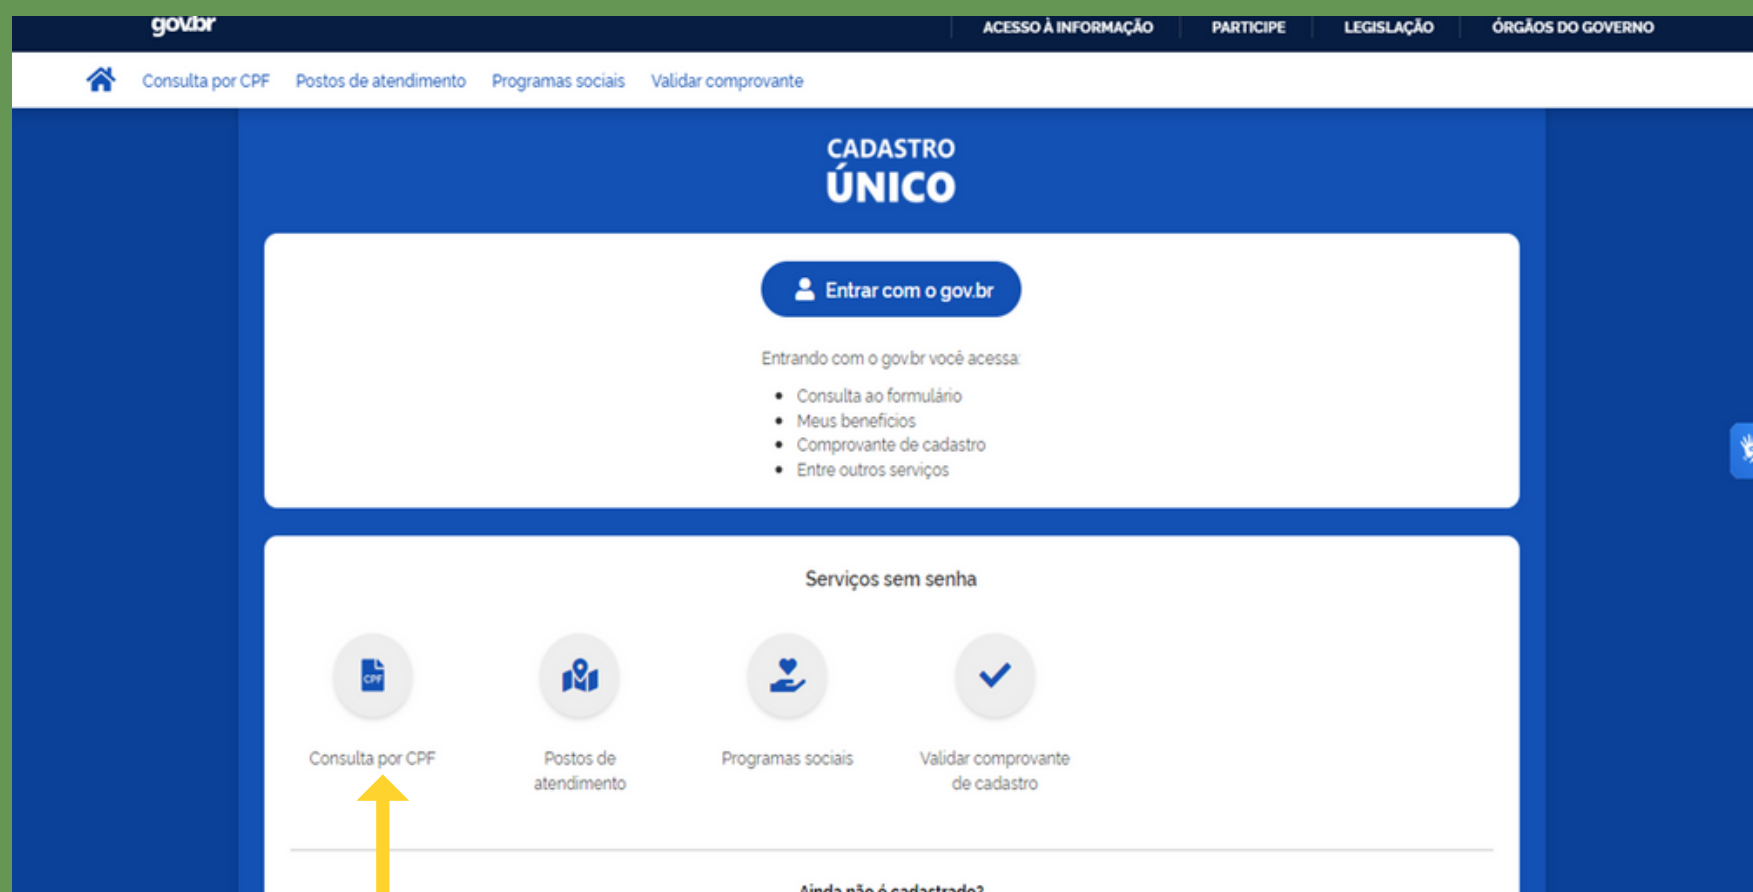 gov.br
ACESSO À INFORMAÇÃO PARTICIPE LEGISLAÇÃO ÓRGÃOS DO GOVERNO
Consulta por CPF Postos de atendimento Programas sociais Validar comprovante
CADASTRO
ÚNICO
Entrar com o gov.br
Entrando com o gov.br você acessa:
Consulta ao formulário
Meus benefícios
Comprovante de cadastro
Entre outros serviços
Serviços sem senha
CPF
Consulta por CPF
Postos de
atendimento
Programas sociais
Validar comprovante
de cadastro
Ainda não é cadastrado?